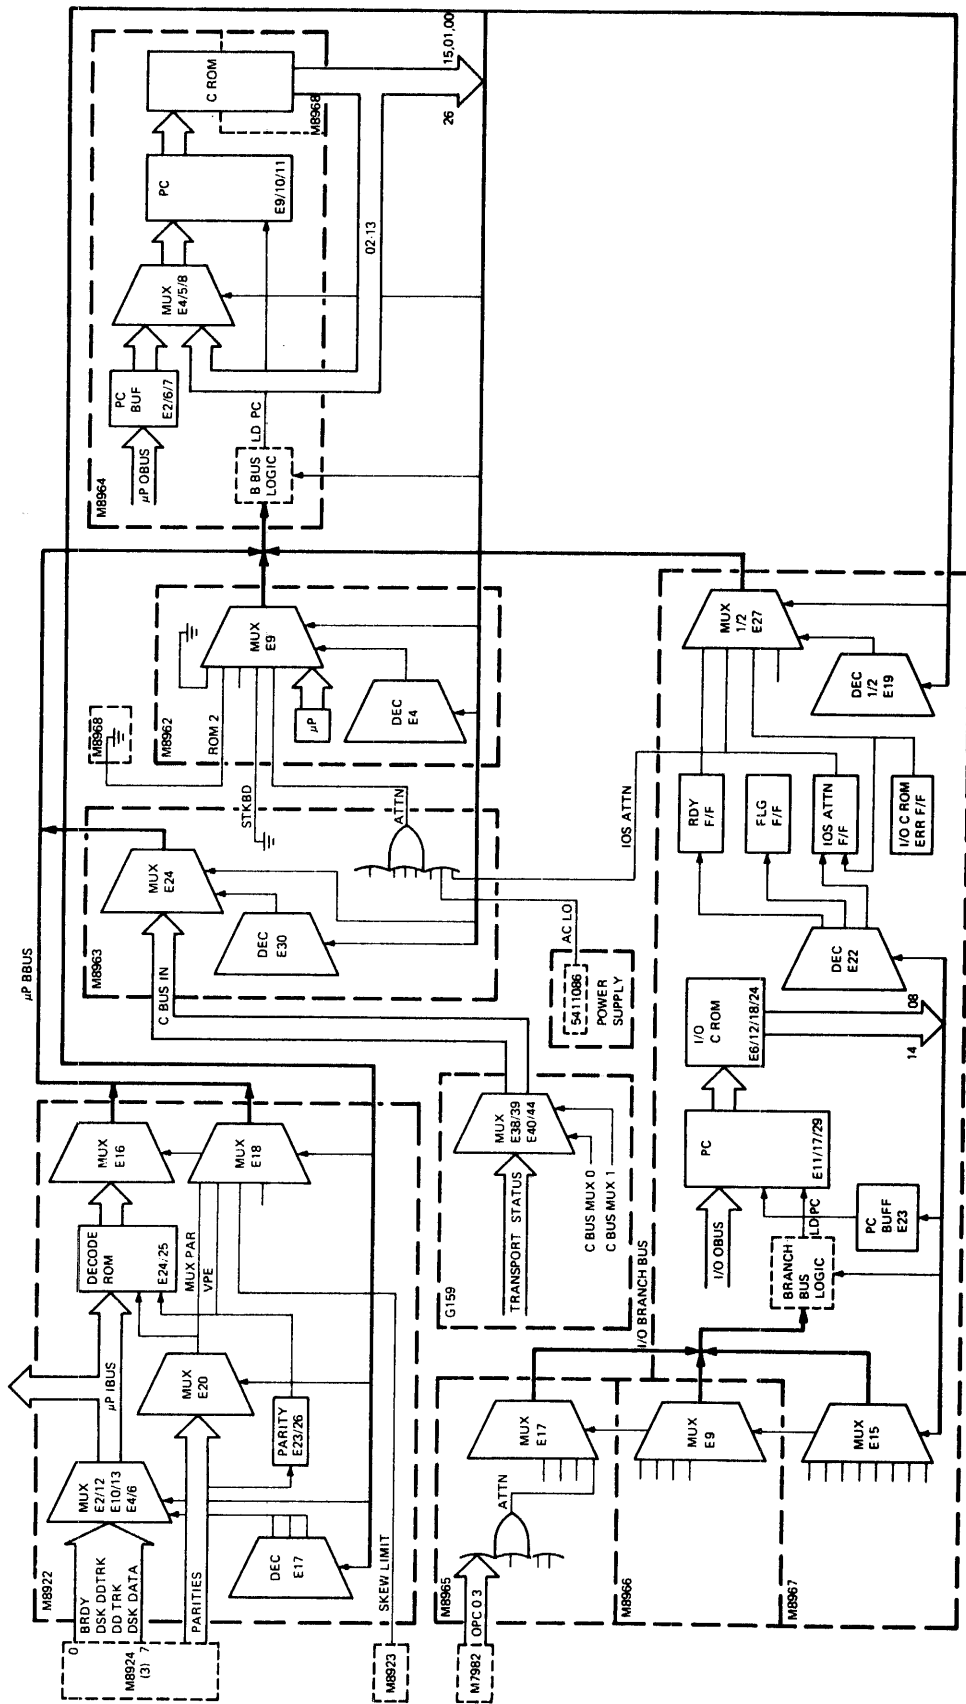 M8924
(3)
0
7
BRDY
DSK DDTRK
DD TRK
DSK DATA
PARITIES
M8922
MUX
E2/12
E10/13
E4/6
µP IBUS
DECODE
ROM
E24/25
MUX
E16
MUX
E20
MUX PAR
VPE
MUX
E18
PARITY
E23/26
DEC
E17
SKEW LIMIT
M8923
µP BBUS
M8963
C BUS IN
MUX
E24
DEC
E30
ATTN
STKBD
M8968
M8962
ROM 2
MUX
E9
µP
DEC
E4
M8964
µP OBUS
PC
BUF
E2/6/7
MUX
E4/5/8
PC
E9/10/11
C ROM
M8968
B BUS
LOGIC
LD PC
02-13
26
15,01,00
G159
TRANSPORT STATUS
MUX
E38/39
E40/44
C BUS MUX 0
C BUS MUX 1
5411086
POWER
SUPPLY
AC LO
IOS ATTN
M7982
OPC 0 3
M8965
ATTN
MUX
E17
M8966
MUX
E9
M8967
MUX
E15
I/O BRANCH BUS
BRANCH
BUS
LOGIC
LD PC
I/O OBUS
PC
E11/17/29
PC
BUFF
E23
I/O
C ROM
E6/12/18/24
14
08
DEC
E22
RDY
F/F
FLG
F/F
IOS ATTN
F/F
I/O C ROM
ERR F/F
MUX
1/2
E27
DEC
1/2
E19